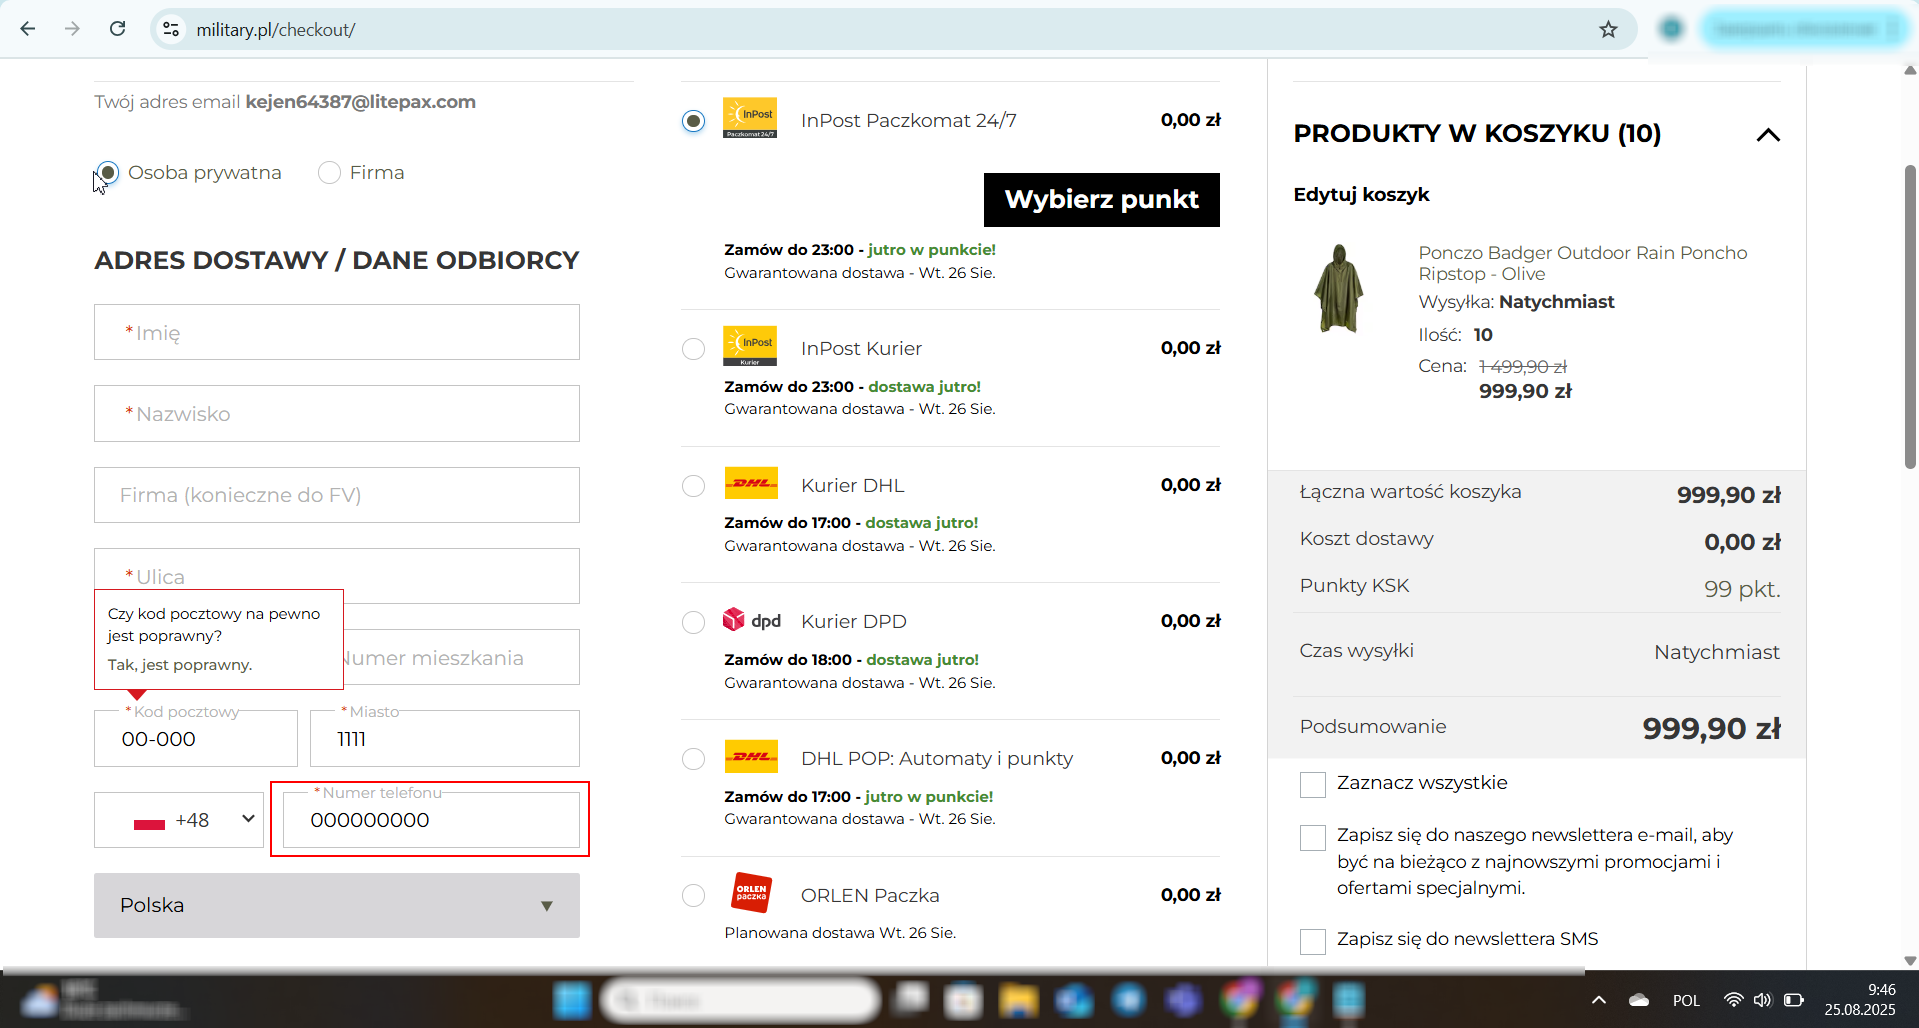 military.pl/checkout/
Twój adres email kejen64387@litepax.com
Osoba prywatna
Firma
ADRES DOSTAWY / DANE ODBIORCY
*Imię
*Nazwisko
Firma (konieczne do FV)
*Ulica
Czy kod pocztowy na pewno
jest poprawny?
Tak, jest poprawny.
Numer mieszkania
*Kod pocztowy
00-000
*Miasto
1111
+48
*Numer telefonu
000000000
Polska
InPost
Paczkomat 24/7
InPost Paczkomat 24/7
0,00 zł
Wybierz punkt
Zamów do 23:00 - jutro w punkcie!
Gwarantowana dostawa - Wt. 26 Sie.
InPost
Kurier
InPost Kurier
0,00 zł
Zamów do 23:00 - dostawa jutro!
Gwarantowana dostawa - Wt. 26 Sie.
DHL
Kurier DHL
0,00 zł
Zamów do 17:00 - dostawa jutro!
Gwarantowana dostawa - Wt. 26 Sie.
dpd
Kurier DPD
0,00 zł
Zamów do 18:00 - dostawa jutro!
Gwarantowana dostawa - Wt. 26 Sie.
DHL
DHL POP: Automaty i punkty
0,00 zł
Zamów do 17:00 - jutro w punkcie!
Gwarantowana dostawa - Wt. 26 Sie.
ORLEN
paczka
ORLEN Paczka
0,00 zł
Planowana dostawa Wt. 26 Sie.
PRODUKTY W KOSZYKU (10)
Edytuj koszyk
Ponczo Badger Outdoor Rain Poncho
Ripstop - Olive
Wysyłka: Natychmiast
Ilość: 10
Cena: 1 499,90 zł
999,90 zł
Łączna wartość koszyka 999,90 zł
Koszt dostawy 0,00 zł
Punkty KSK 99 pkt.
Czas wysyłki Natychmiast
Podsumowanie 999,90 zł
Zaznacz wszystkie
Zapisz się do naszego newslettera e-mail, aby
być na bieżąco z najnowszymi promocjami i
ofertami specjalnymi.
Zapisz się do newslettera SMS
POL
9:46
25.08.2025